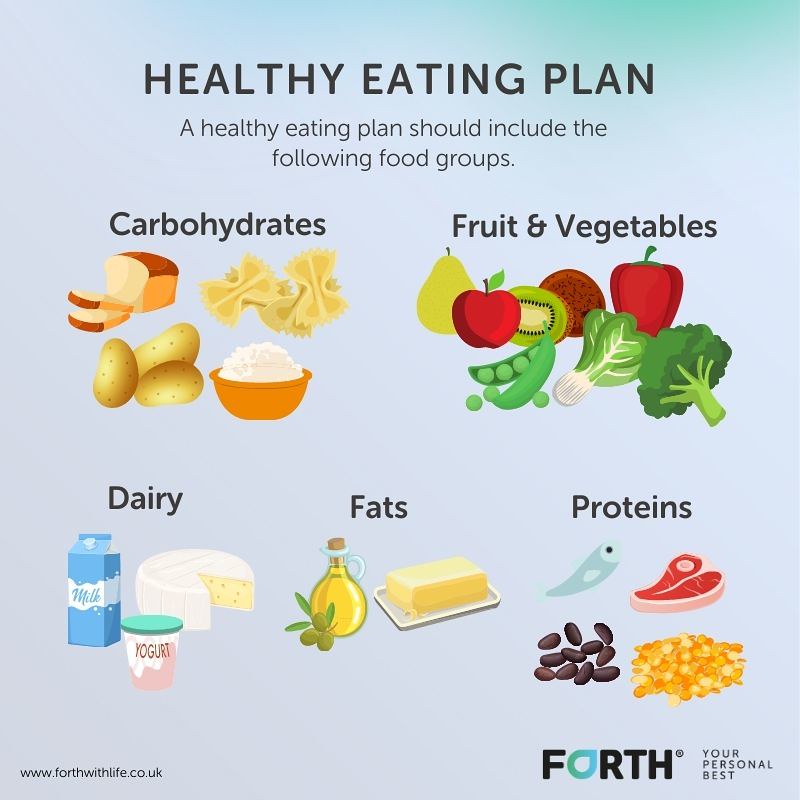 HEALTHY EATING PLAN
A healthy eating plan should include the
following food groups.
Carbohydrates
Fruit & Vegetables
Dairy
Fats
Proteins
Milk
YOGURT
www.forthwithlife.co.uk
FORTH®
YOUR
PERSONAL
BEST